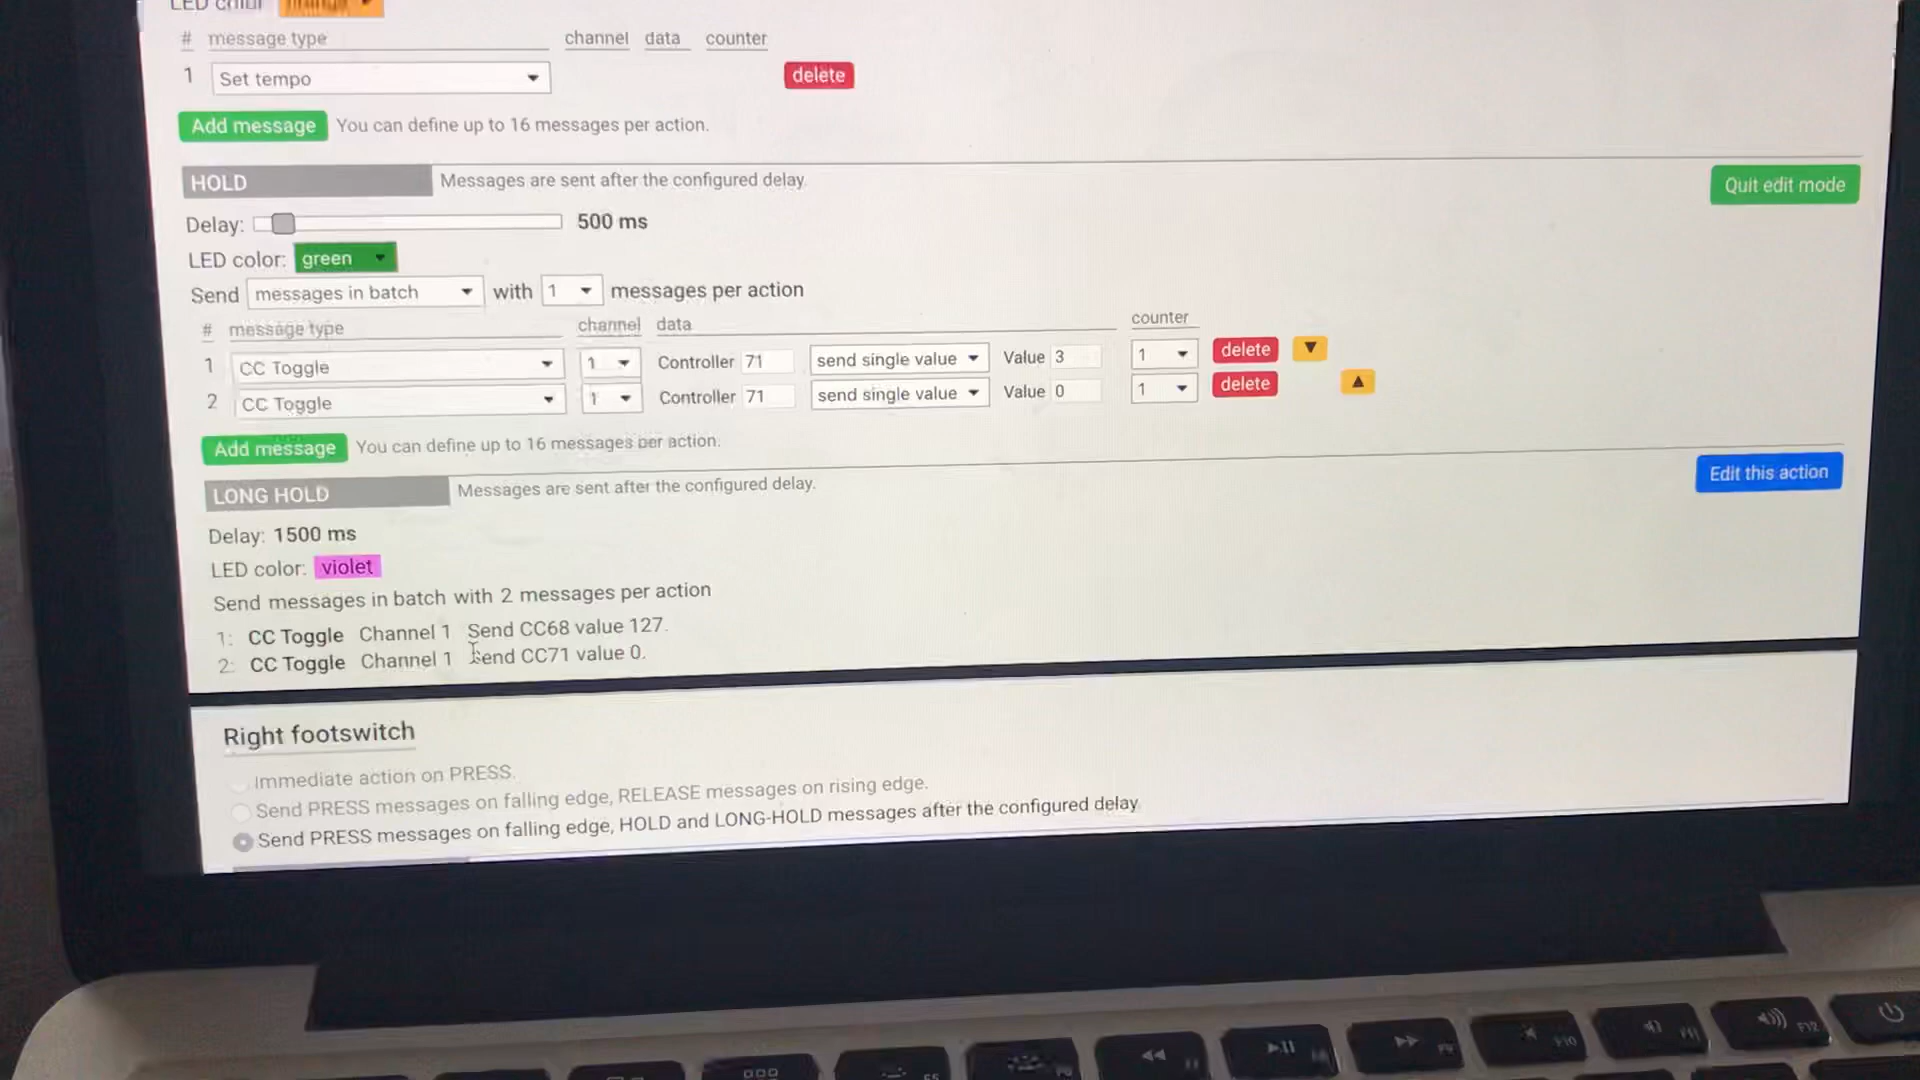 LED color orange
# message type channel data counter
1 Set tempo delete
Add message You can define up to 16 messages per action.
HOLD Messages are sent after the configured delay.
Quit edit mode
Delay: 500 ms
LED color: green
Send messages in batch with 1 messages per action
# message type channel data counter
1 CC Toggle 1 Controller 71 send single value Value 3 1 delete ▼
2 CC Toggle 1 Controller 71 send single value Value 0 1 delete ▲
Add message You can define up to 16 messages per action.
LONG HOLD Messages are sent after the configured delay.
Edit this action
Delay: 1500 ms
LED color: violet
Send messages in batch with 2 messages per action
1: CC Toggle Channel 1 Send CC68 value 127.
2: CC Toggle Channel 1 Send CC71 value 0.
Right footswitch
Immediate action on PRESS.
Send PRESS messages on falling edge, RELEASE messages on rising edge.
Send PRESS messages on falling edge, HOLD and LONG-HOLD messages after the configured delay
F10 F12